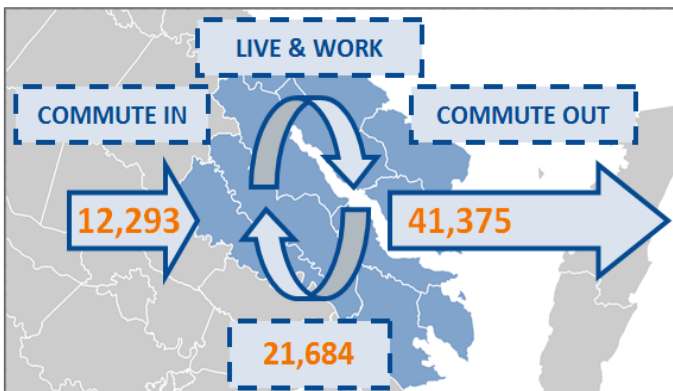 LIVE & WORK
COMMUTE IN
COMMUTE OUT
12,293
41,375
21,684